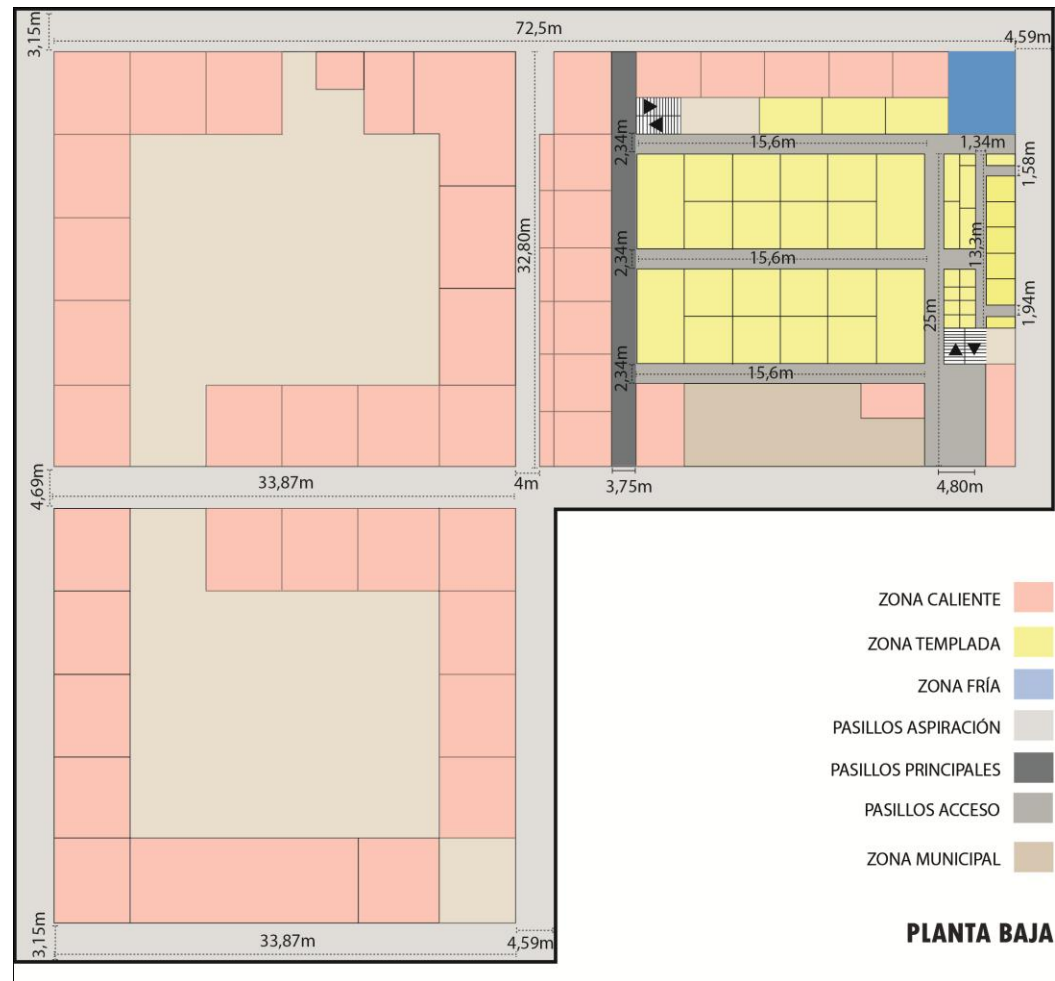 3,15m
72,5m
4,59m
2,34m
15,6m
1,34m
1,58m
32,80m
2,34m
15,6m
13,3m
25m
1,94m
2,34m
15,6m
4,69m
33,87m
4m
3,75m
4,80m
ZONA CALIENTE
ZONA TEMPLADA
ZONA FRÍA
PASILLOS ASPIRACIÓN
PASILLOS PRINCIPALES
PASILLOS ACCESO
ZONA MUNICIPAL
3,15m
33,87m
4,59m
PLANTA BAJA